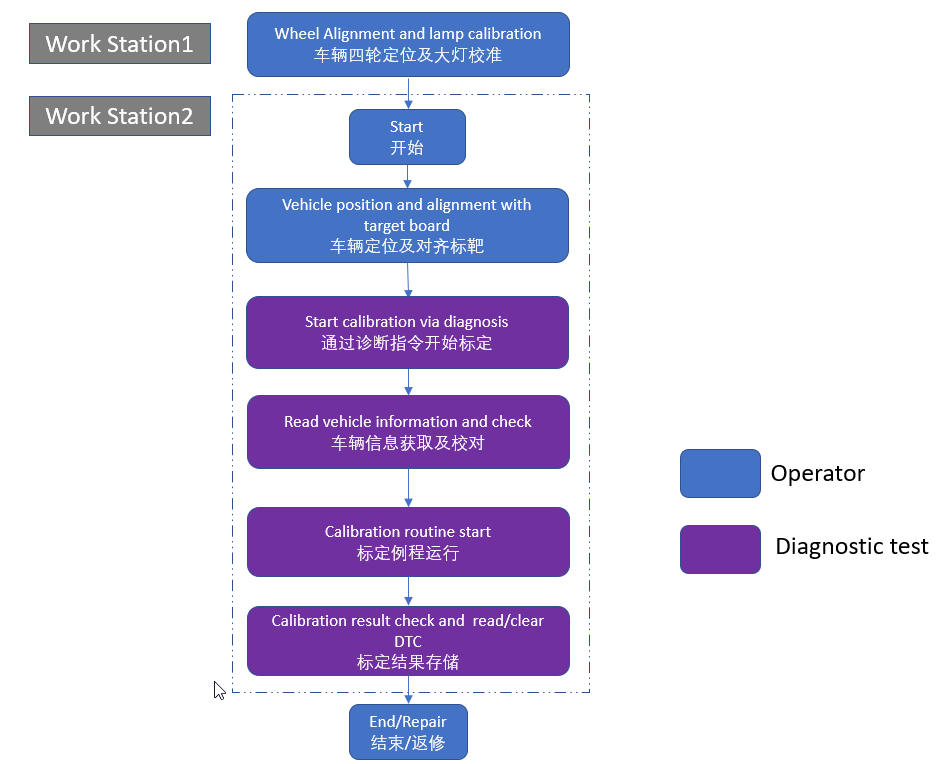 Work Station1
Wheel Alignment and lamp calibration
车辆四轮定位及大灯校准
Work Station2
Start
开始
Vehicle position and alignment with
target board
车辆定位及对齐标靶
Start calibration via diagnosis
通过诊断指令开始标定
Read vehicle information and check
车辆信息获取及校对
Calibration routine start
标定例程运行
Calibration result check and  read/clear
DTC
标定结果存储
End/Repair
结束/返修
Operator
Diagnostic test